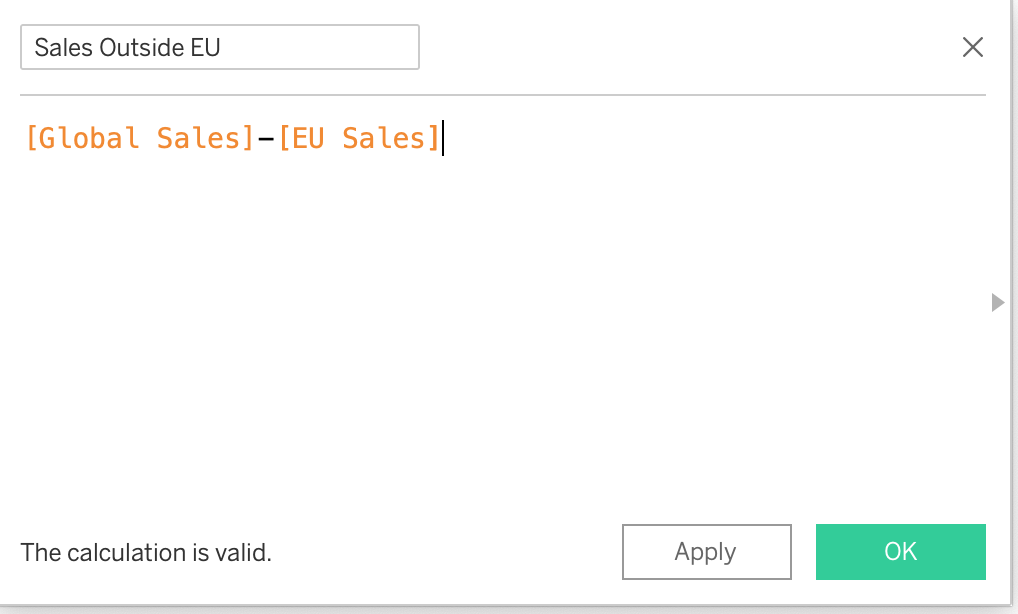 Sales Outside EU
[Global Sales]-[EU Sales]
The calculation is valid.
Apply
OK